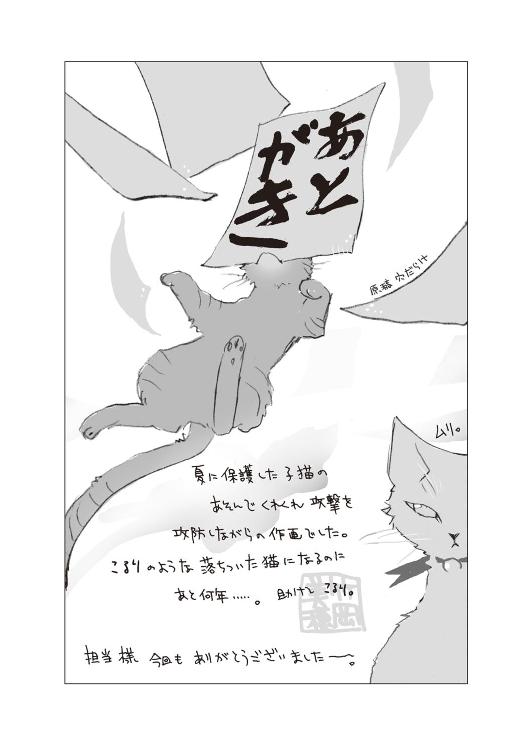 あと
がき
原稿 穴だらけ
ムリ。
夏に保護した子猫の
あそんでくれくれ攻撃を
攻防しながらの作画でした。
こるりのような落ちついた猫になるのに
あと何年……。 助けて こるり。
担当様 今回も ありがとうございました〜〜。